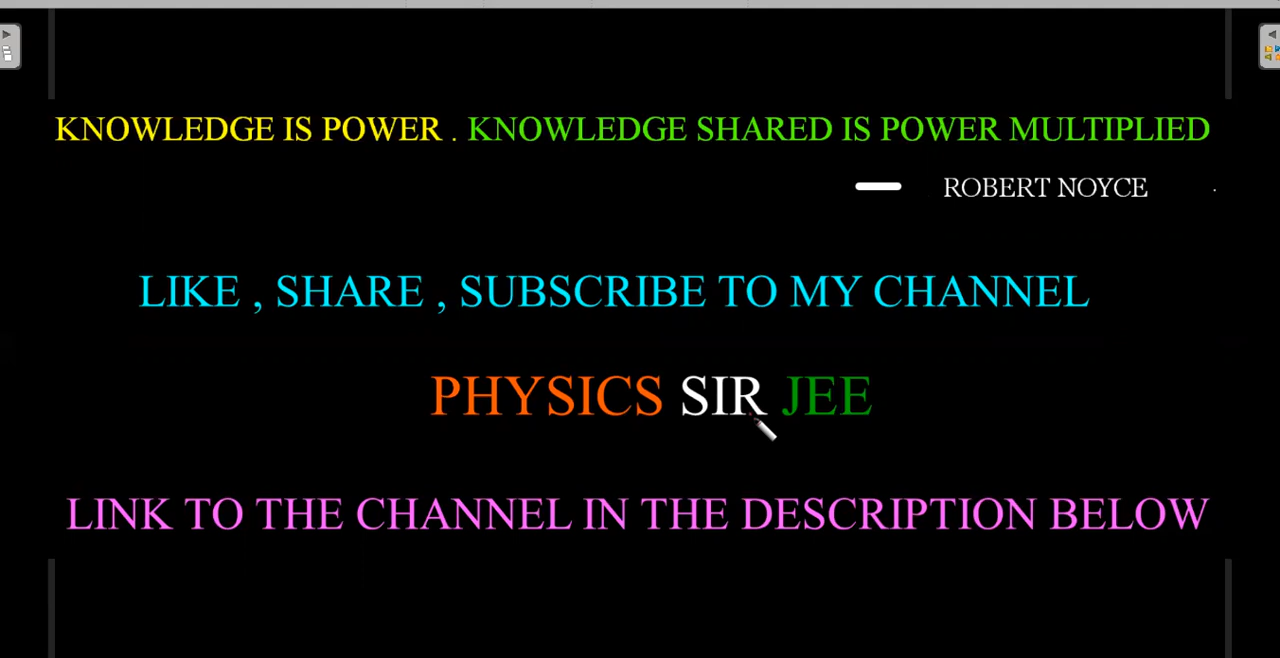 KNOWLEDGE IS POWER . KNOWLEDGE SHARED IS POWER MULTIPLIED
— ROBERT NOYCE .
LIKE , SHARE , SUBSCRIBE TO MY CHANNEL
PHYSICS SIR JEE
LINK TO THE CHANNEL IN THE DESCRIPTION BELOW